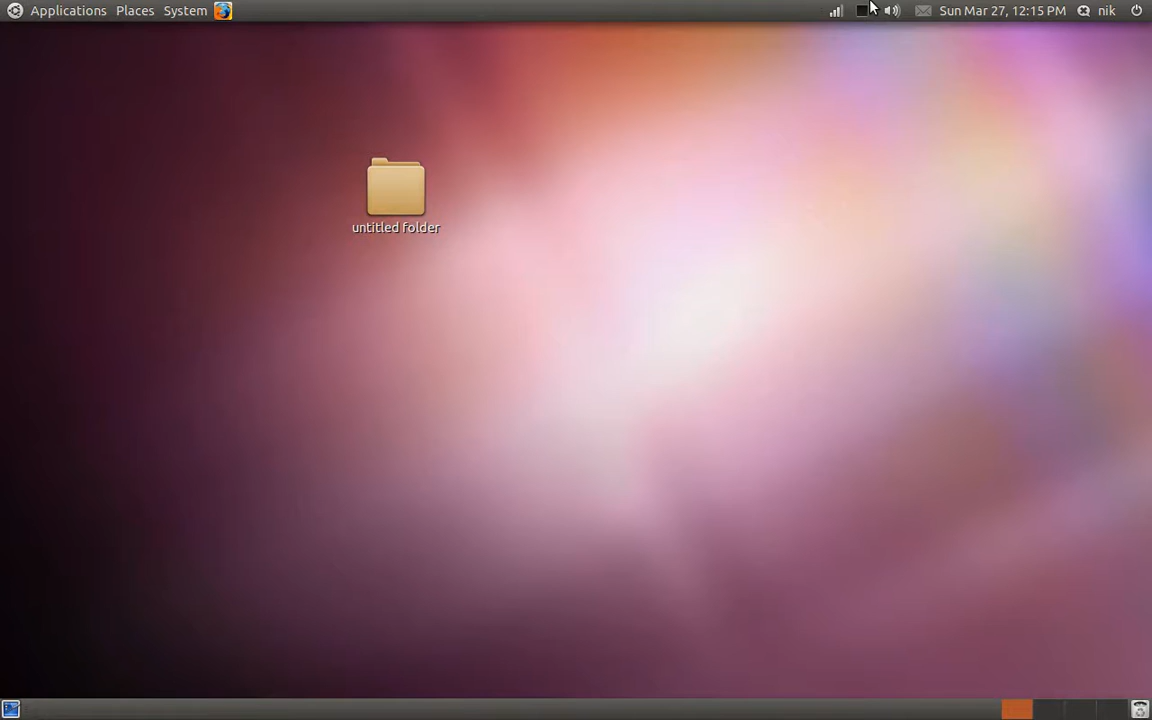 Applications Places System Sun Mar 27, 12:15 PM nik
untitled folder